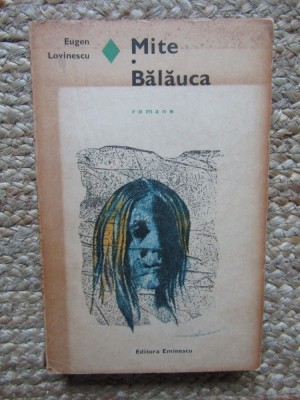 Eugen
Lovinescu
Mite
Bălăuca
romane
Editura Eminescu